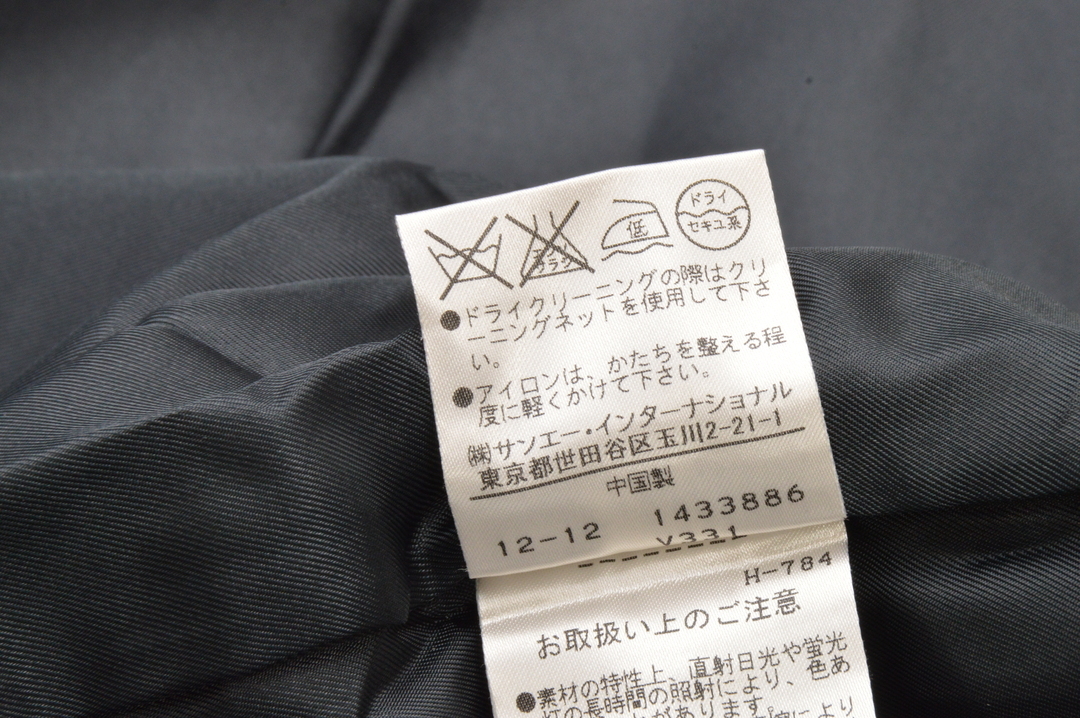 低
ドライ
セキユ系
●ドライクリーニングの際はクリ
ーニングネットを使用して下さ
い。
●アイロンは、かたちを整える程
度に軽くかけて下さい。
㈱サンエー・インターナショナル
東京都世田谷区玉川2-21-1
中国製
12-12 1433886
H-784
お取扱い上のご注意
●素材の特性上、直射日光や蛍光
灯の長時間の照射により、色あ
があります。